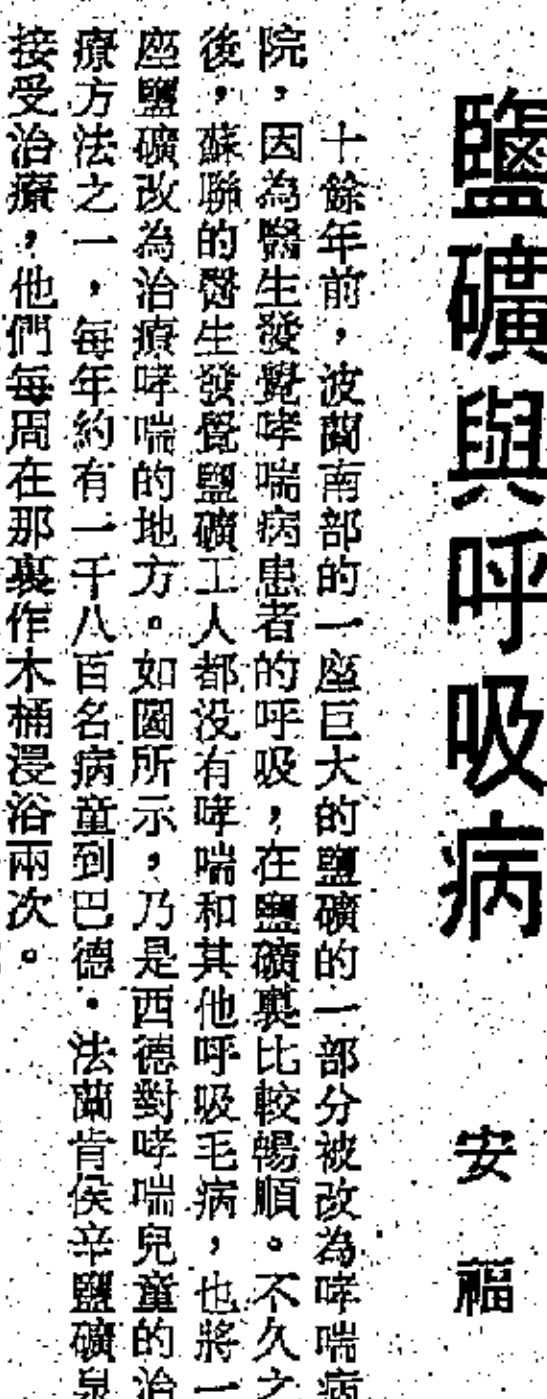 鹽礦與呼吸病
安福
十餘年前，波蘭南部的一座巨大的鹽礦的一部分被改為哮喘病
院，因為醫生發覺哮喘病患者的呼吸，在鹽礦裏比較暢順。不久之
後，蘇聯的醫生發覺鹽礦工人都没有哮喘和其他呼吸毛病，也將一
座鹽礦改為治療哮喘的地方。如圖所示，乃是西德對哮喘兒童的治
療方法之一，每年約有一千八百名病童到巴德·法蘭肯侯辛鹽礦泉
接受治療，他們每周在那裏作木桶浸浴兩次。